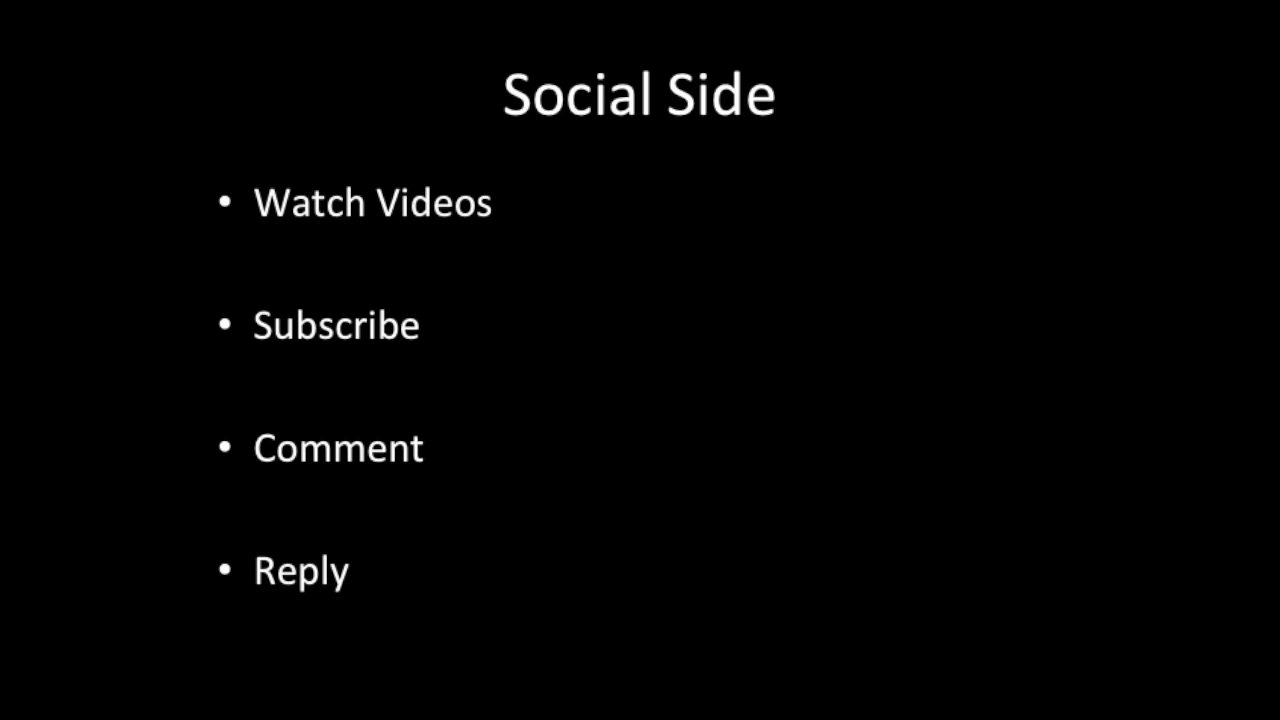 Social Side
• Watch Videos
• Subscribe
• Comment
• Reply